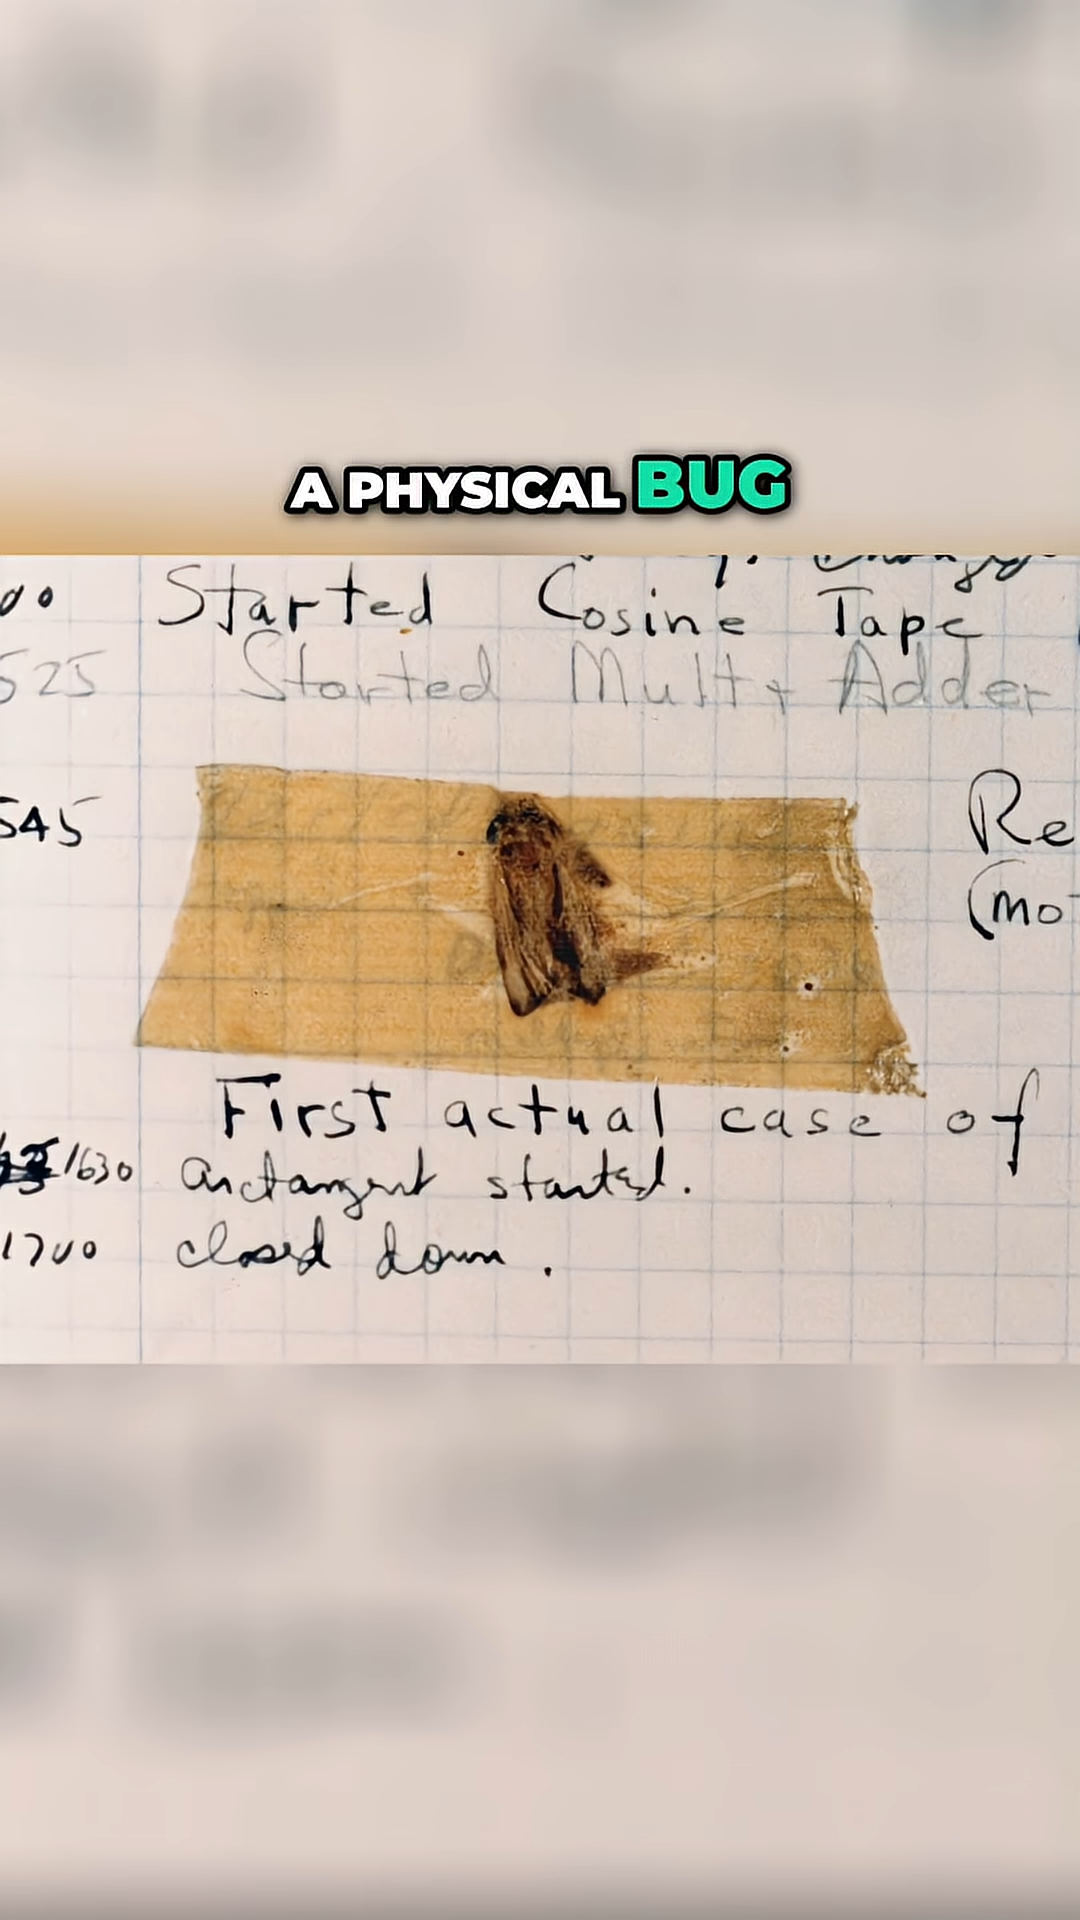 A PHYSICAL BUG
Started Cosine Tape
525 Started Mult + Adder
545 Re
(mo
First actual case of
1630 arctangent started.
1700 closed down.